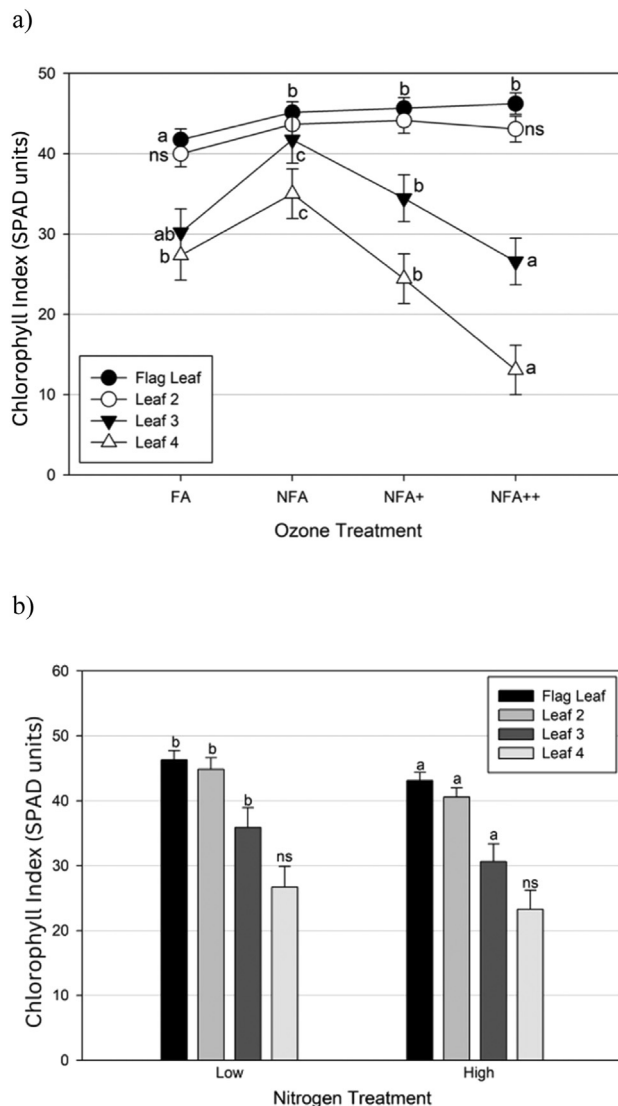 a)
50
40
30
20
10
0
Chlorophyll Index (SPAD units)
a
ns
ab
b
b
c
c
b
b
b
b
ns
a
a
Flag Leaf
Leaf 2
Leaf 3
Leaf 4
FA
NFA
NFA+
NFA++
Ozone Treatment
b)
60
50
40
30
20
10
0
Chlorophyll Index (SPAD units)
Flag Leaf
Leaf 2
Leaf 3
Leaf 4
b
b
b
ns
a
a
a
ns
Low
High
Nitrogen Treatment